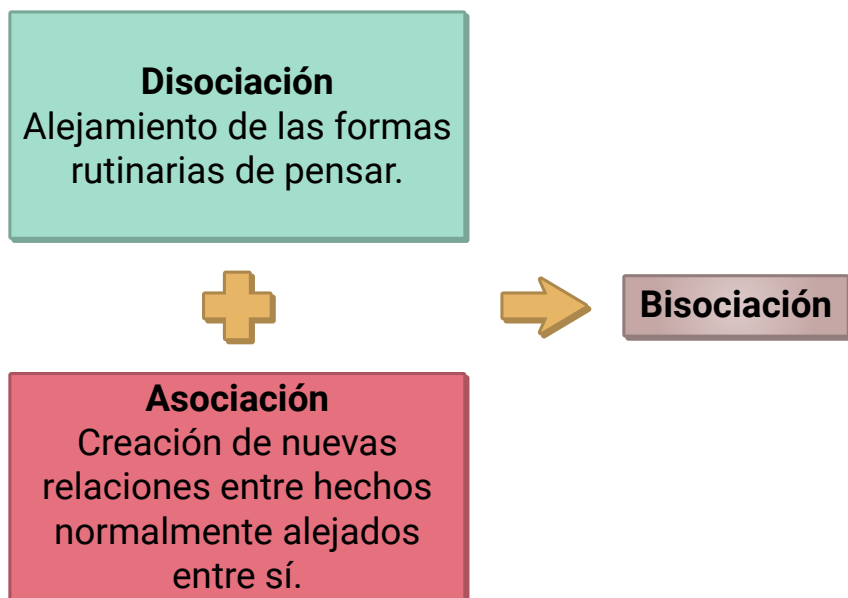 Disociación
Alejamiento de las formas
rutinarias de pensar.
Bisociación
Asociación
Creación de nuevas
relaciones entre hechos
normalmente alejados
entre sí.